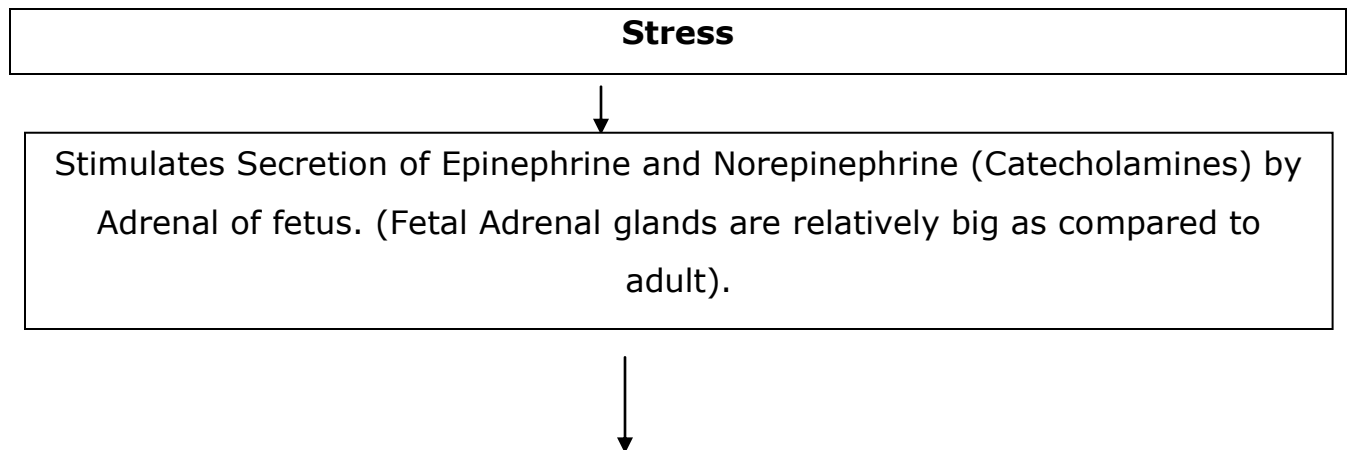 Stress
Stimulates Secretion of Epinephrine and Norepinephrine (Catecholamines) by
Adrenal of fetus. (Fetal Adrenal glands are relatively big as compared to
adult).